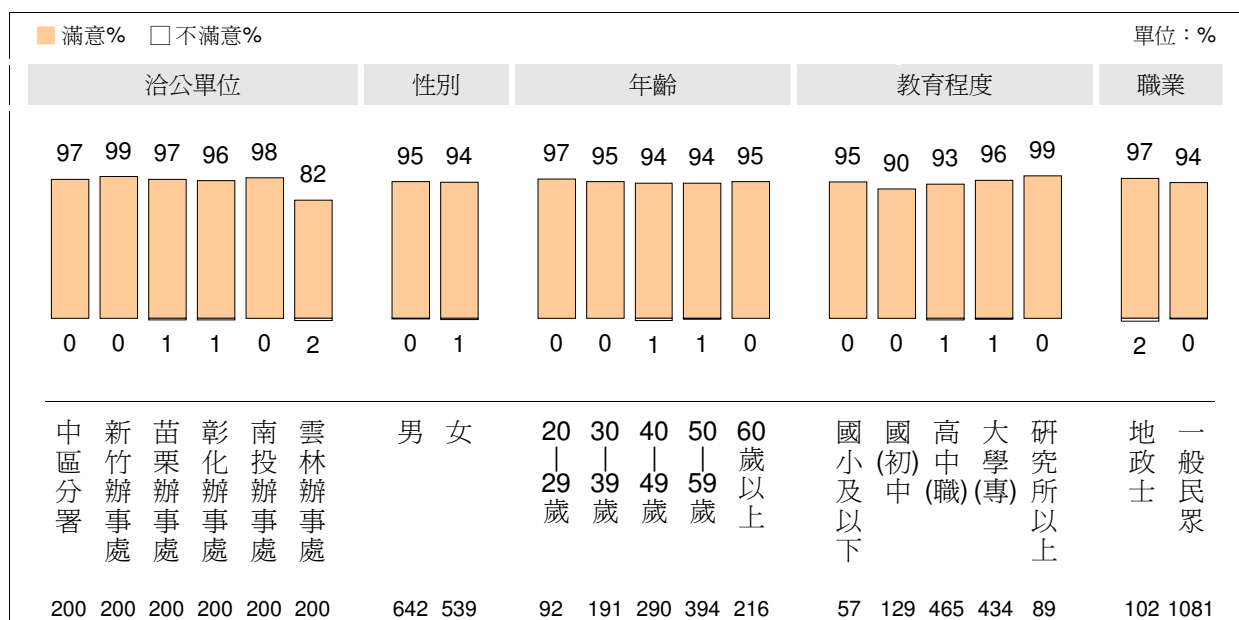 滿意% 不滿意% 單位：%
洽公單位 性別 年齡 教育程度 職業
97 99 97 96 98 82 95 94 97 95 94 94 95 95 90 93 96 99 97 94
0 0 1 1 0 2 0 1 0 0 1 1 0 0 0 1 1 0 2 0
中區分署
新竹辦事處
苗栗辦事處
彰化辦事處
南投辦事處
雲林辦事處
男
女
20|29歲
30|39歲
40|49歲
50|59歲
60歲以上
國小及以下
國(初)中
高中(職)
大學(專)
研究所以上
地政士
一般民眾
200 200 200 200 200 200 642 539 92 191 290 394 216 57 129 465 434 89 102 1081